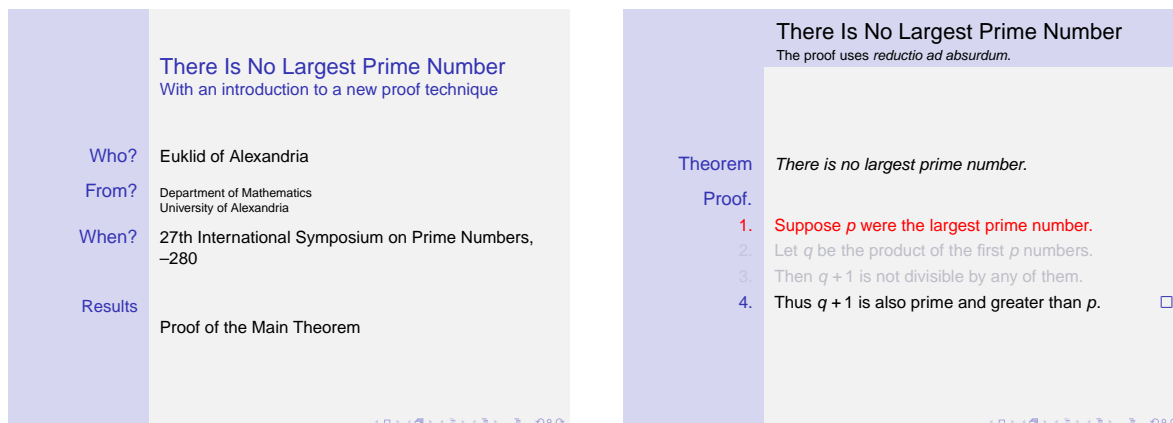 There Is No Largest Prime Number
With an introduction to a new proof technique
Who? Euklid of Alexandria
From? Department of Mathematics
University of Alexandria
When? 27th International Symposium on Prime Numbers,
–280
Results
Proof of the Main Theorem
There Is No Largest Prime Number
The proof uses reductio ad absurdum.
Theorem There is no largest prime number.
Proof.
1. Suppose p were the largest prime number.
2. Let q be the product of the first p numbers.
3. Then q + 1 is not divisible by any of them.
4. Thus q + 1 is also prime and greater than p. □